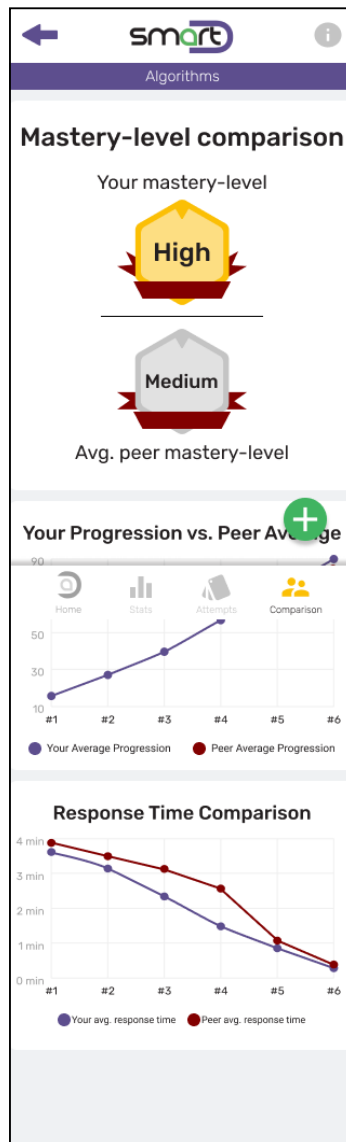 smart
i
Algorithms
Mastery-level comparison
Your mastery-level
High
Medium
Avg. peer mastery-level
Your Progression vs. Peer Average
90
Home
Stats
Attempts
Comparison
50
30
10
#1 #2 #3 #4 #5 #6
Your Average Progression Peer Average Progression
Response Time Comparison
4 min
3 min
2 min
1 min
0 min
#1 #2 #3 #4 #5 #6
Your avg. response time Peer avg. response time